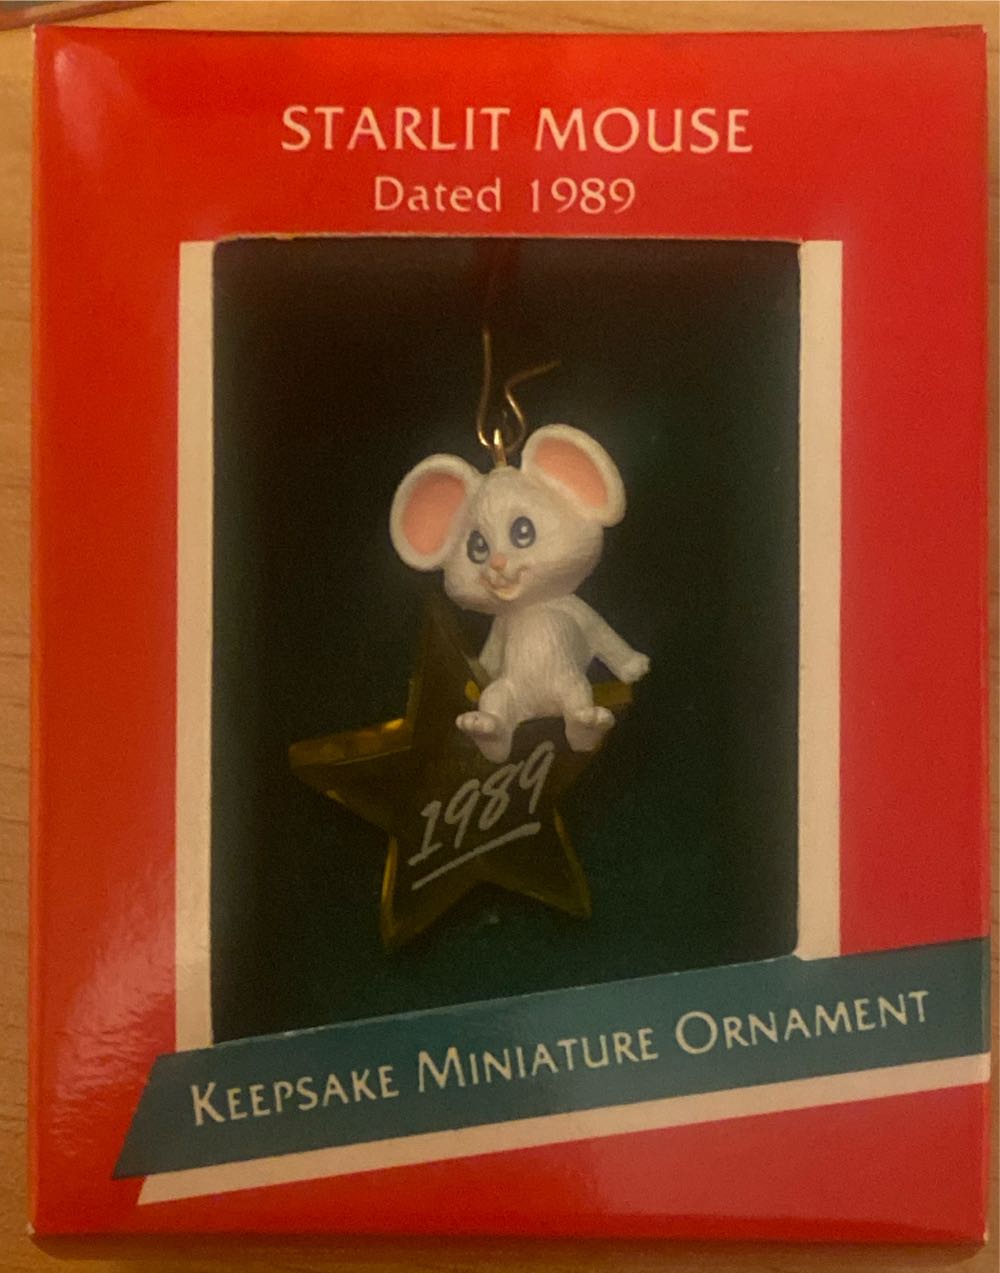 STARLIT MOUSE
Dated 1989
1989
KEEPSAKE MINIATURE ORNAMENT